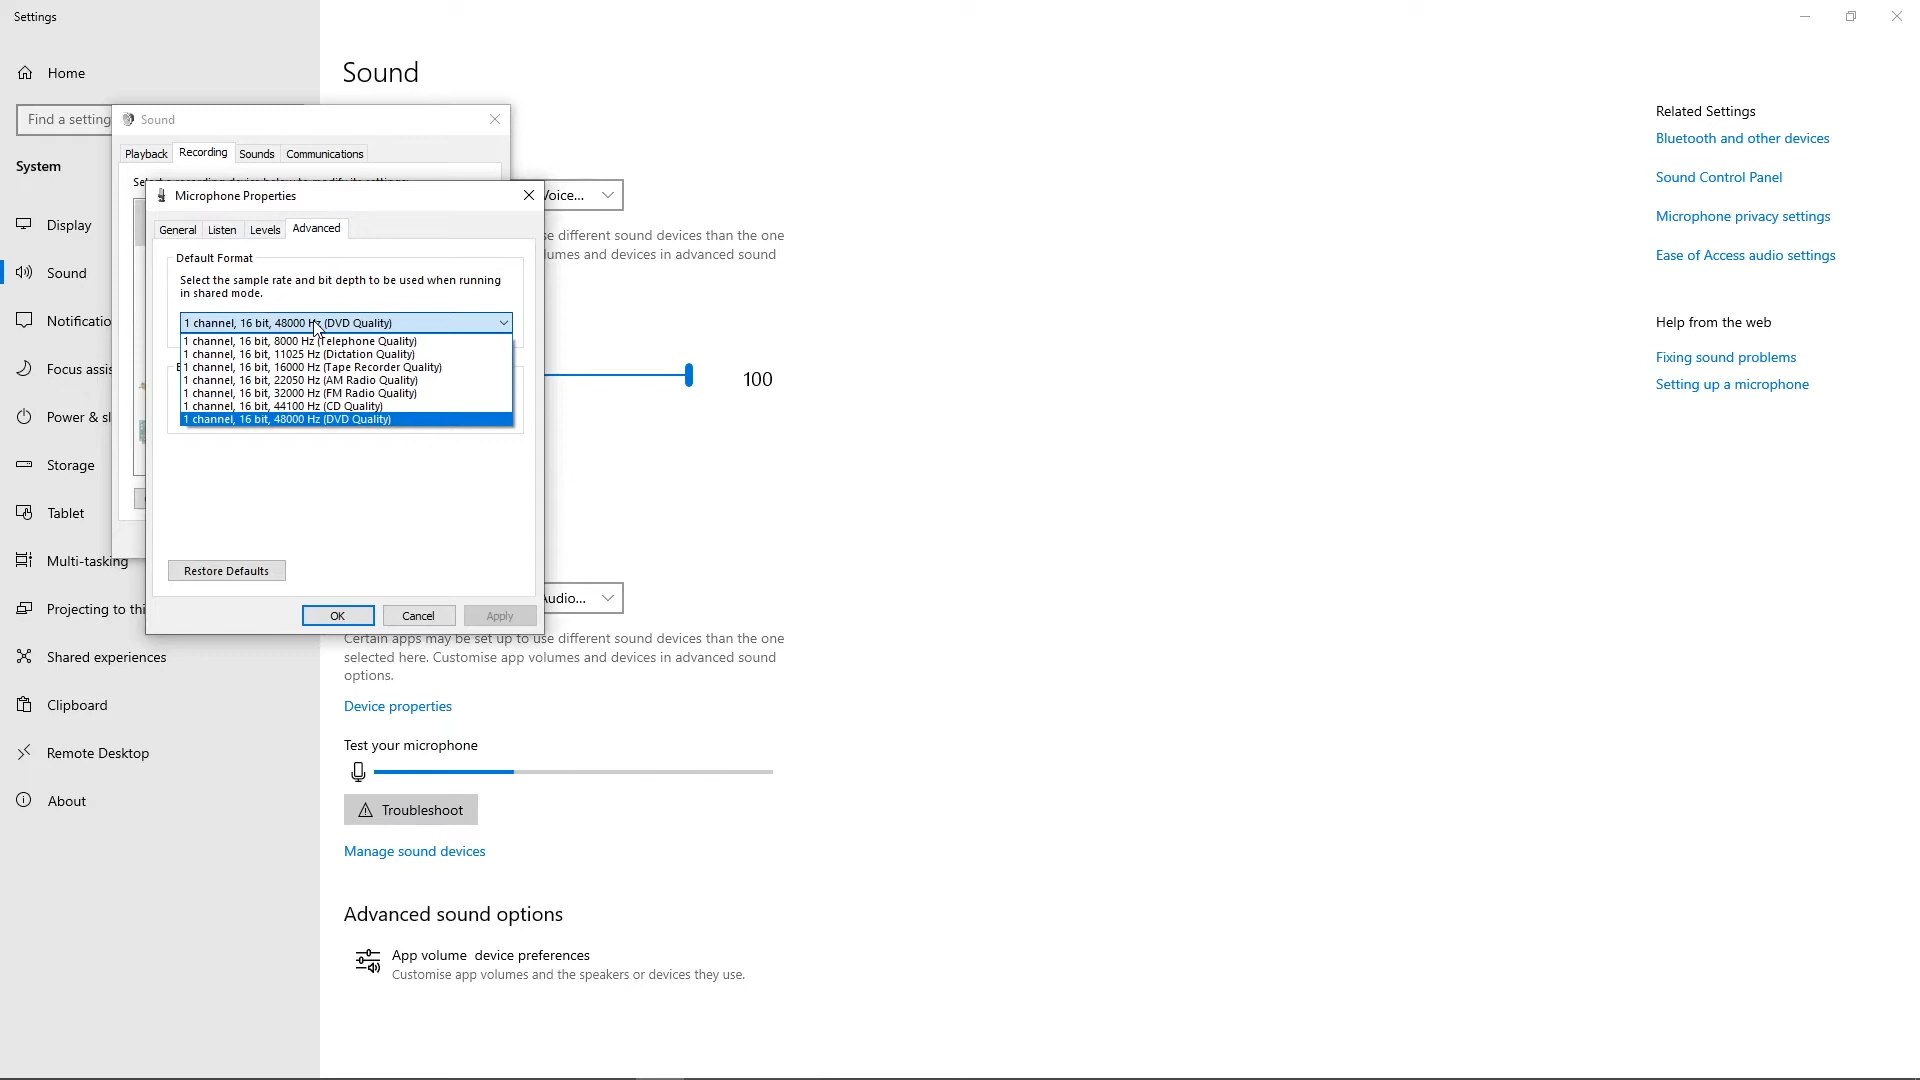 Settings
Home
Find a setting
System
Display
Sound
Notificatio
Focus assis
Power & sl
Storage
Tablet
Multi-tasking
Projecting to thi
Shared experiences
Clipboard
Remote Desktop
About
Sound
Playback
Recording
Sounds
Communications
Microphone Properties
General
Listen
Levels
Advanced
Default Format
Select the sample rate and bit depth to be used when running
in shared mode.
1 channel, 16 bit, 48000 Hz (DVD Quality)
1 channel, 16 bit, 8000 Hz (Telephone Quality)
1 channel, 16 bit, 11025 Hz (Dictation Quality)
1 channel, 16 bit, 16000 Hz (Tape Recorder Quality)
1 channel, 16 bit, 22050 Hz (AM Radio Quality)
1 channel, 16 bit, 32000 Hz (FM Radio Quality)
1 channel, 16 bit, 44100 Hz (CD Quality)
1 channel, 16 bit, 48000 Hz (DVD Quality)
Restore Defaults
OK
Cancel
Apply
Sound
Voice...
se different sound devices than the one
lumes and devices in advanced sound
100
Audio...
Certain apps may be set up to use different sound devices than the one
selected here. Customise app volumes and devices in advanced sound
options.
Device properties
Test your microphone
Troubleshoot
Manage sound devices
Advanced sound options
App volume device preferences
Customise app volumes and the speakers or devices they use.
Related Settings
Bluetooth and other devices
Sound Control Panel
Microphone privacy settings
Ease of Access audio settings
Help from the web
Fixing sound problems
Setting up a microphone